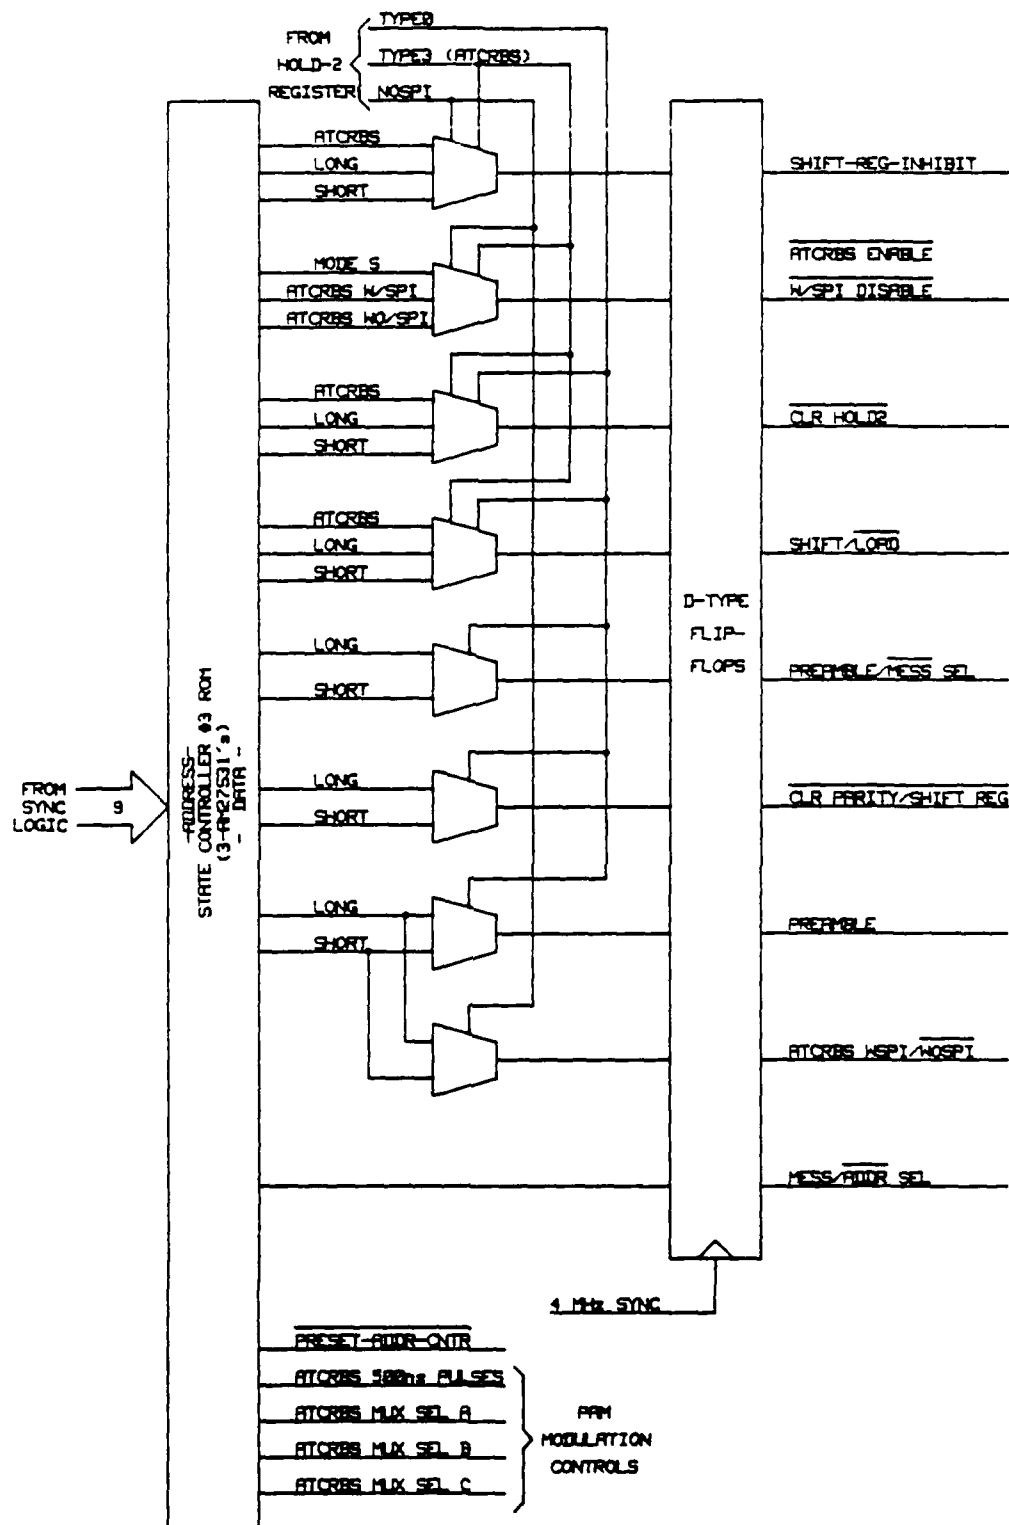 TYPE0
FROM
HOLD-2
REGISTER
TYPE3 (ATCRBS)
NOSPI
ATCRBS
LONG
SHORT
SHIFT-REG-INHIBIT
MODE S
ATCRBS W/SPI
ATCRBS WO/SPI
ATCRBS ENABLE
W/SPI DISABLE
ATCRBS
LONG
SHORT
CLR HOLD2
ATCRBS
LONG
SHORT
SHIFT/LOAD
D-TYPE
FLIP-
FLOPS
LONG
SHORT
PREAMBLE/MESS SEL
FROM
SYNC
LOGIC
9
-ADDRESS-
STATE CONTROLLER #3 ROM
(3-AM27S31's)
- DATA -
LONG
SHORT
CLR PARITY/SHIFT REG
LONG
SHORT
PREAMBLE
ATCRBS WSPI/WOSPI
MESS/ADDR SEL
4 MHz SYNC
PRESET-ADDR-CNTR
ATCRBS 500ns PULSES
ATCRBS MUX SEL A
ATCRBS MUX SEL B
ATCRBS MUX SEL C
PAM
MODULATION
CONTROLS